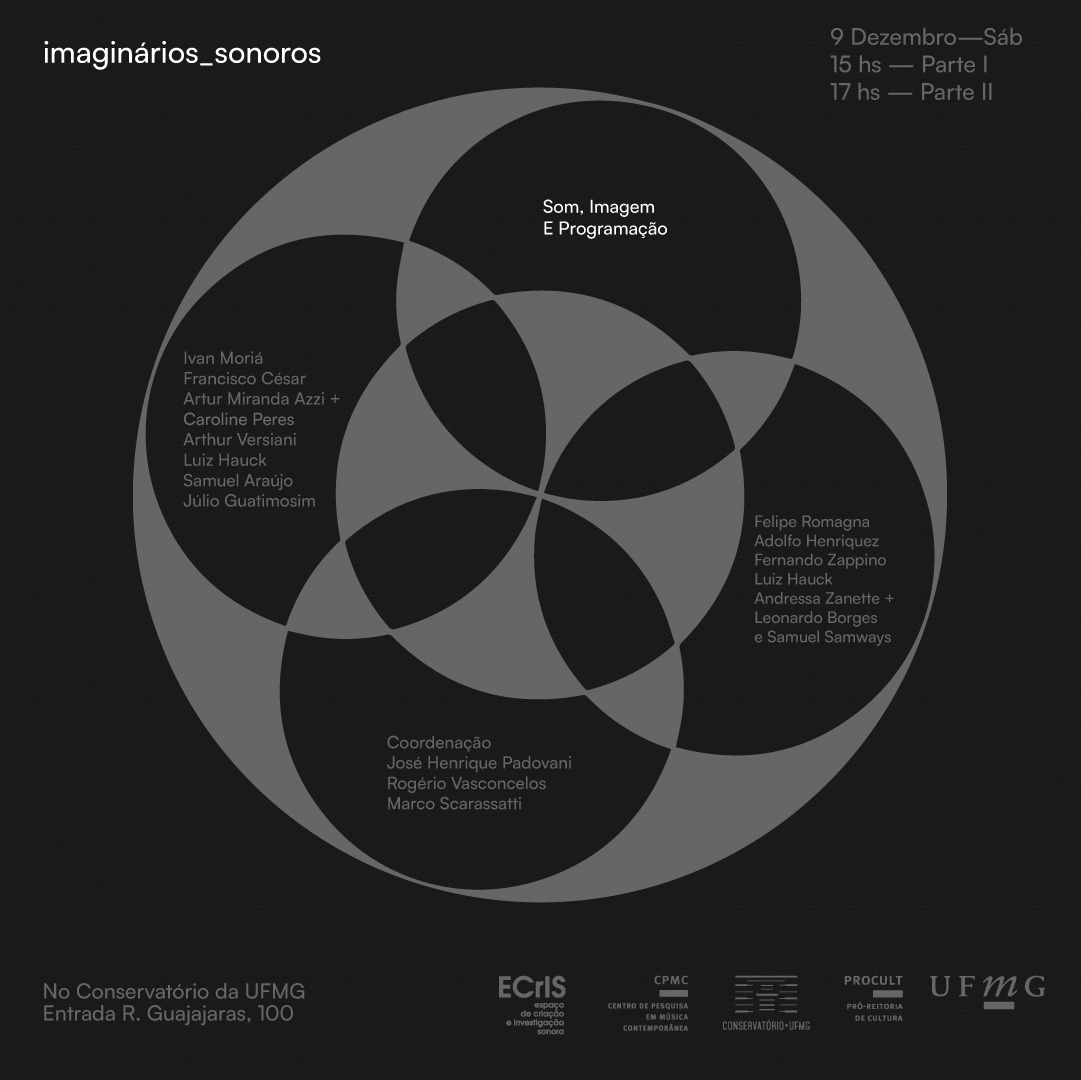 imaginários_sonoros
9 Dezembro—Sáb
15 hs — Parte I
17 hs — Parte II
Som, Imagem
E Programação
Ivan Moriá
Francisco César
Artur Miranda Azzi +
Caroline Peres
Arthur Versiani
Luiz Hauck
Samuel Araújo
Júlio Guatimosim
Felipe Romagna
Adolfo Henriquez
Fernando Zappino
Luiz Hauck
Andressa Zanette +
Leonardo Borges
e Samuel Samways
Coordenação
José Henrique Padovani
Rogério Vasconcelos
Marco Scarassatti
No Conservatório da UFMG
Entrada R. Guajajaras, 100
ECrIS
espaço
de criação
e investigação
sonora
CPMC
CENTRO DE PESQUISA
EM MÚSICA
CONTEMPORÂNEA
CONSERVATÓRIO•UFMG
PROCULT
PRÓ-REITORIA
DE CULTURA
UFmG